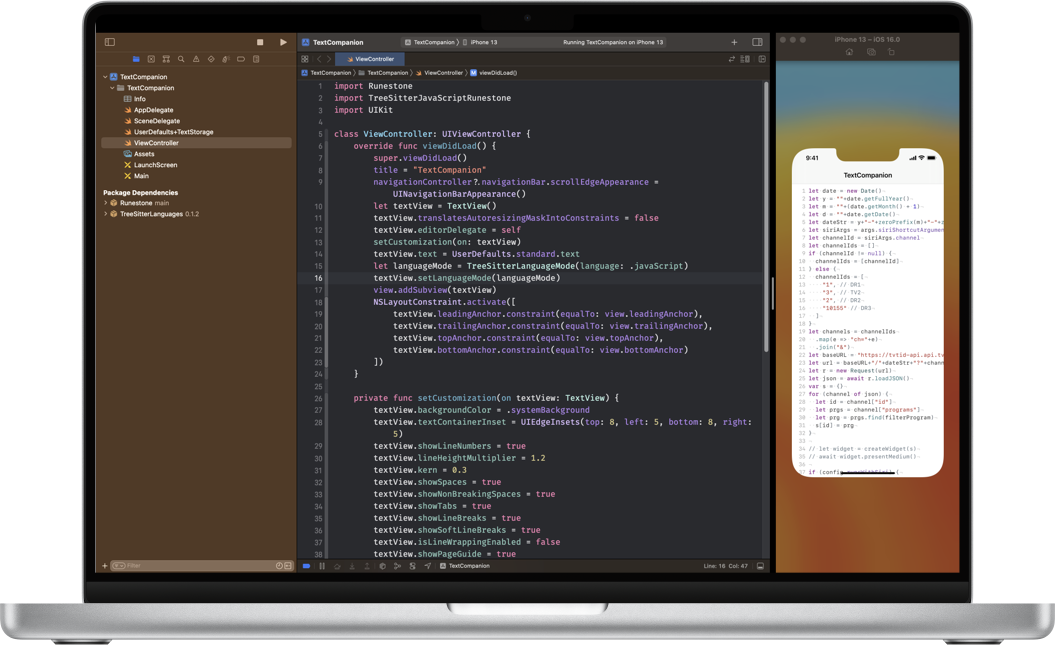 TextCompanion
TextCompanion
Info
AppDelegate
SceneDelegate
UserDefaults+TextStorage
ViewController
Assets
LaunchScreen
Main
Package Dependencies
Runestone main
TreeSitterLanguages 0.1.2
Filter
TextCompanion
TextCompanion 〉 iPhone 13
Running TextCompanion on iPhone 13
ViewController
TextCompanion 〉 TextCompanion 〉 ViewController 〉 M viewDidLoad()
1 import Runestone
2 import TreeSitterJavaScriptRunestone
3 import UIKit
4
5 class ViewController: UIViewController {
6 override func viewDidLoad() {
7 super.viewDidLoad()
8 title = "TextCompanion"
9 navigationController?.navigationBar.scrollEdgeAppearance =
UINavigationBarAppearance()
10 let textView = TextView()
11 textView.translatesAutoresizingMaskIntoConstraints = false
12 textView.editorDelegate = self
13 setCustomization(on: textView)
14 textView.text = UserDefaults.standard.text
15 let languageMode = TreeSitterLanguageMode(language: .javaScript)
16 textView.setLanguageMode(languageMode)
17 view.addSubview(textView)
18 NSLayoutConstraint.activate([
19 textView.leadingAnchor.constraint(equalTo: view.leadingAnchor),
20 textView.trailingAnchor.constraint(equalTo: view.trailingAnchor),
21 textView.topAnchor.constraint(equalTo: view.topAnchor),
22 textView.bottomAnchor.constraint(equalTo: view.bottomAnchor)
23 ])
24 }
25
26 private func setCustomization(on textView: TextView) {
27 textView.backgroundColor = .systemBackground
28 textView.textContainerInset = UIEdgeInsets(top: 8, left: 5, bottom: 8, right:
5)
29 textView.showLineNumbers = true
30 textView.lineHeightMultiplier = 1.2
31 textView.kern = 0.3
32 textView.showSpaces = true
33 textView.showNonBreakingSpaces = true
34 textView.showTabs = true
35 textView.showLineBreaks = true
36 textView.showSoftLineBreaks = true
37 textView.isLineWrappingEnabled = false
38 textView.showPageGuide = true
TextCompanion
Line: 16 Col: 47
iPhone 13 – iOS 16.0
9:41
TextCompanion
1 let date = new Date()
2 let y = ""+date.getFullYear()
3 let m = ""+(date.getMonth() + 1)
4 let d = ""+date.getDate()
5 let dateStr = y+"-"+zeroPrefix(m)+"-"+z
6 let siriArgs = args.siriShortcutArgumen
7 let channelId = siriArgs.channel
8 let channelIds = []
9 if (channelId != null) {
10 channelIds = [channelId]
11 } else {
12 channelIds = [
13 "1", // DR1
14 "3", // TV2
15 "2", // DR2
16 "10155" // DR3
17 ]
18 }
19 let channels = channelIds
20 .map(e => "ch="+e)
21 .join("&")
22 let baseURL = "https://tvtid-api.api.tv
23 let url = baseURL+"/"+dateStr+"?"+chann
24 let r = new Request(url)
25 let json = await r.loadJSON()
26 var s = {}
27 for (channel of json) {
28 let id = channel["id"]
29 let prgs = channel["programs"]
30 let prg = prgs.find(filterProgram)
31 s[id] = prg
32 }
33
34 // let widget = createWidget(s)
35 // await widget.presentMedium()
36
37 if (config.runsWithSiri) {